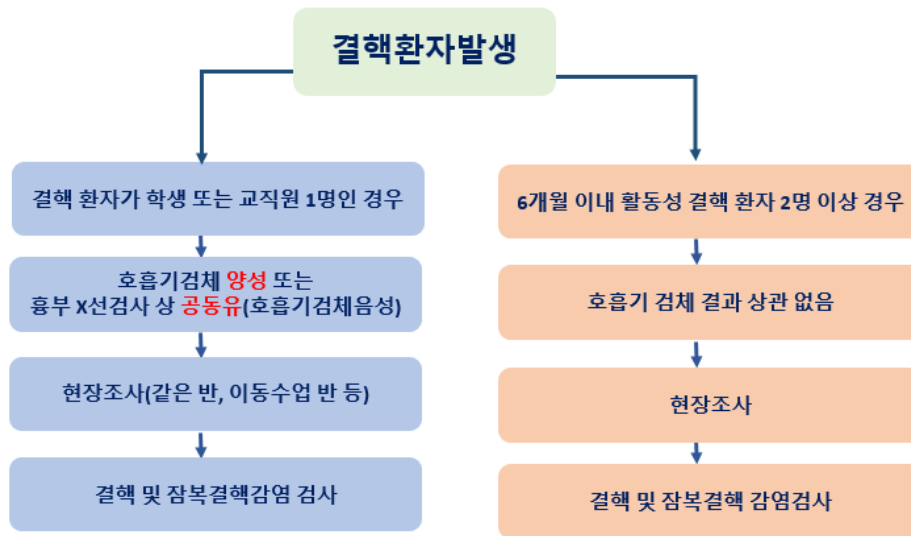 결핵환자발생
결핵 환자가 학생 또는 교직원 1명인 경우
호흡기검체 양성 또는
흉부 X선검사 상 공동유(호흡기검체음성)
현장조사(같은 반, 이동수업 반 등)
결핵 및 잠복결핵감염 검사
6개월 이내 활동성 결핵 환자 2명 이상 경우
호흡기 검체 결과 상관 없음
현장조사
결핵 및 잠복결핵 감염검사